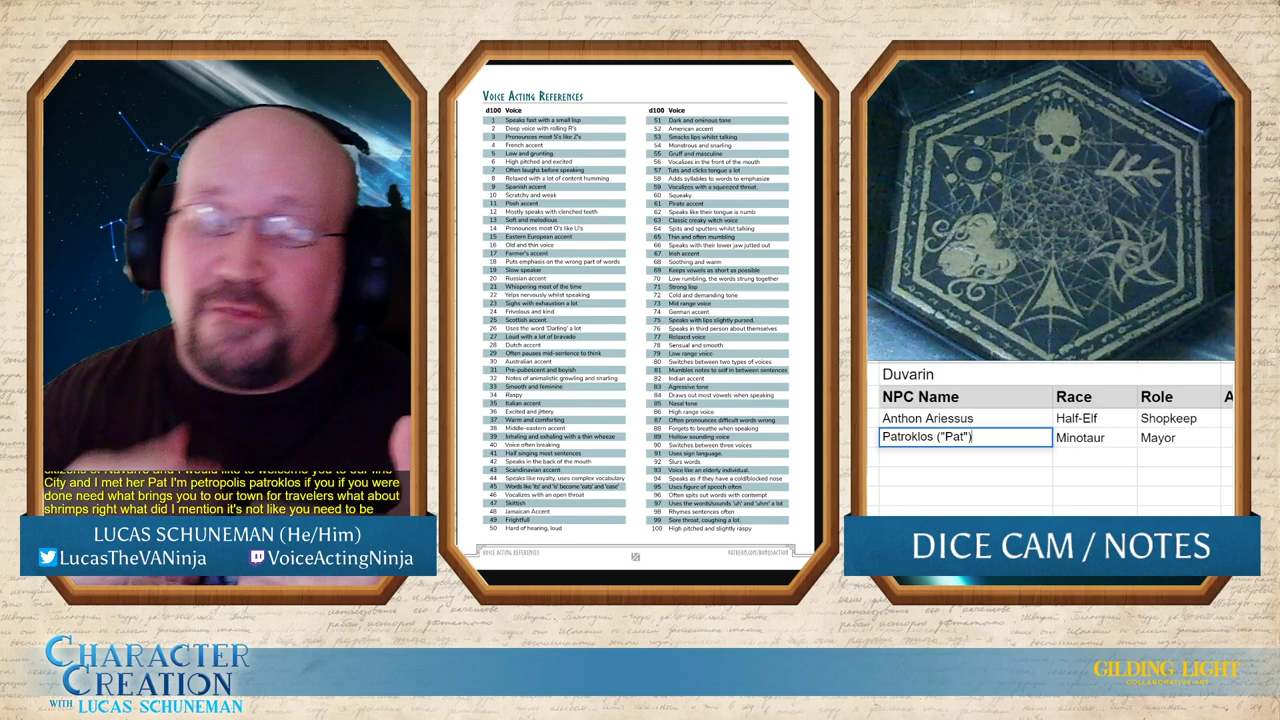 citizens of Navarro and I would like to welcome you to our fine
City and I met her Pat I'm petropolis patroklos if you if you were
done need what brings you to our town for travelers what about
shrimps right what did I mention it's not like you need to be
LUCAS SCHUNEMAN (He/Him)
LucasTheVANinja
VoiceActingNinja
VOICE ACTING REFERENCES
d100 Voice
1 Speaks fast with a small lisp
2 Deep voice with rolling R's
3 Pronounces most S's like Z's
4 French accent
5 Low and grunting.
6 High pitched and excited
7 Often laughs before speaking
8 Relaxed with a lot of content humming
9 Spanish accent
10 Scratchy and weak
11 Posh accent
12 Mostly speaks with clenched teeth
13 Soft and melodious
14 Pronounces most O's like U's
15 Eastern European accent
16 Old and thin voice
17 Farmer's accent
18 Puts emphasis on the wrong part of words
19 Slow speaker
20 Russian accent
21 Whispering most of the time
22 Yelps nervously whilst speaking
23 Sighs with exhaustion a lot
24 Frivolous and kind
25 Scottish accent
26 Uses the word 'Darling' a lot
27 Loud with a lot of bravado
28 Dutch accent
29 Often pauses mid-sentence to think
30 Australian accent
31 Pre-pubescent and boyish
32 Notes of animalistic growling and snarling
33 Smooth and feminine
34 Raspy
35 Italian accent
36 Excited and jittery
37 Warm and comforting
38 Middle-eastern accent
39 Inhaling and exhaling with a thin wheeze
40 Voice often breaking
41 Half singing most sentences
42 Speaks in the back of the mouth
43 Scandinavian accent
44 Speaks like royalty, uses complex vocabulary
45 Words like 'its' and 'is' become 'eats' and 'ease'
46 Vocalizes with an open throat
47 Skittish
48 Jamaican Accent
49 Frightful
50 Hard of hearing, loud
d100 Voice
51 Dark and ominous tone
52 American accent
53 Smacks lips whilst talking
54 Monstrous and snarling
55 Gruff and masculine
56 Vocalizes in the front of the mouth
57 Tuts and clicks tongue a lot
58 Adds syllables to words to emphasize
59 Vocalizes with a squeezed throat.
60 Squeaky
61 Pirate accent
62 Speaks like their tongue is numb
63 Classic creaky witch voice
64 Spits and sputters whilst talking
65 Thin and often mumbling
66 Speaks with their lower jaw jutted out
67 Irish accent
68 Soothing and warm
69 Keeps vowels as short as possible
70 Low rumbling, the words strung together
71 Strong lisp
72 Cold and demanding tone
73 Mid range voice
74 German accent
75 Speaks with lips slightly pursed.
76 Speaks in third person about themselves
77 Relaxed voice
78 Sensual and smooth
79 Low range voice
80 Switches between two types of voices
81 Mumbles notes to self in between sentences
82 Indian accent
83 Agressive tone
84 Draws out most vowels when speaking
85 Nasal tone
86 High range voice
87 Often pronounces difficult words wrong
88 Forgets to breathe when speaking
89 Hollow sounding voice
90 Switches between three voices
91 Uses sign language.
92 Slurs words
93 Voice like an elderly individual.
94 Speaks as if they have a cold/blocked nose
95 Uses figure of speech often
96 Often spits out words with contempt
97 Uses the words/sounds 'uh' and 'uhm' a lot
98 Rhymes sentences often
99 Sore throat, coughing a lot.
100 High pitched and slightly raspy
VOICE ACTING REFERENCES
PATREON.COM/BONUSACTION
Duvarin
NPC Name Race Role A
Anthon Ariessus Half-Elf Shopkeep
Patroklos ("Pat") Minotaur Mayor
DICE CAM / NOTES
CHARACTER
CREATION
WITH LUCAS SCHUNEMAN
GILDING LIGHT
COLLABORATIVE ART